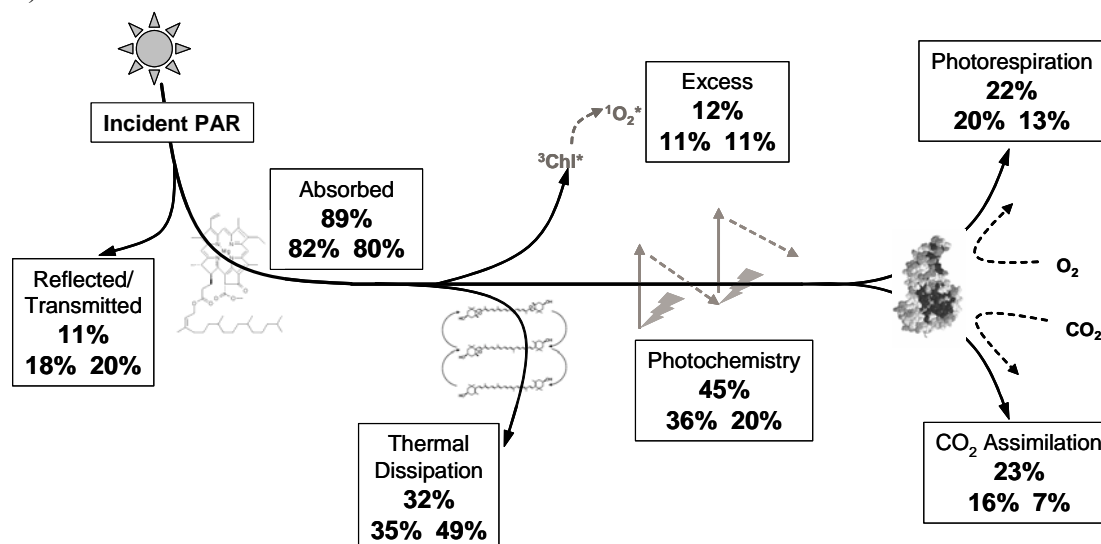 Incident PAR
Reflected/
Transmitted
11%
18% 20%
Absorbed
89%
82% 80%
³Chl*
¹O₂*
Excess
12%
11% 11%
Thermal
Dissipation
32%
35% 49%
Photochemistry
45%
36% 20%
Photorespiration
22%
20% 13%
O₂
CO₂
CO₂ Assimilation
23%
16% 7%